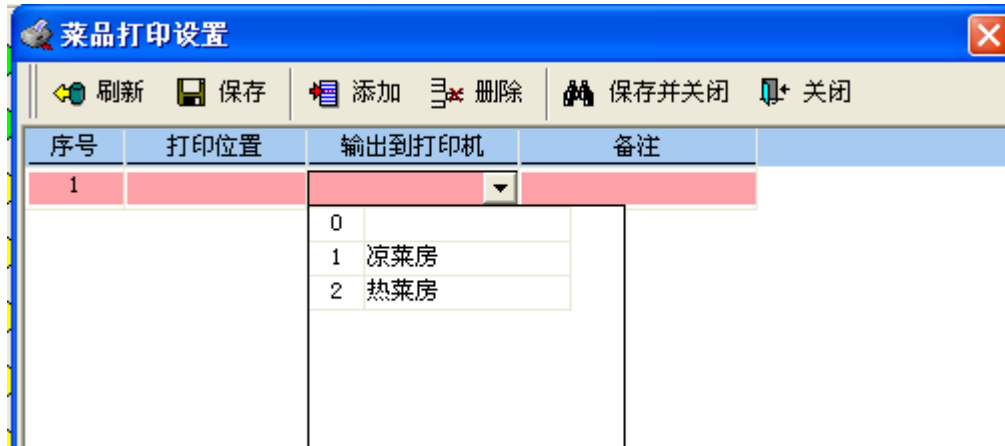 菜品打印设置
刷新 保存 添加 删除 保存并关闭 关闭
序号 打印位置 输出到打印机 备注
1
0
1 凉菜房
2 热菜房